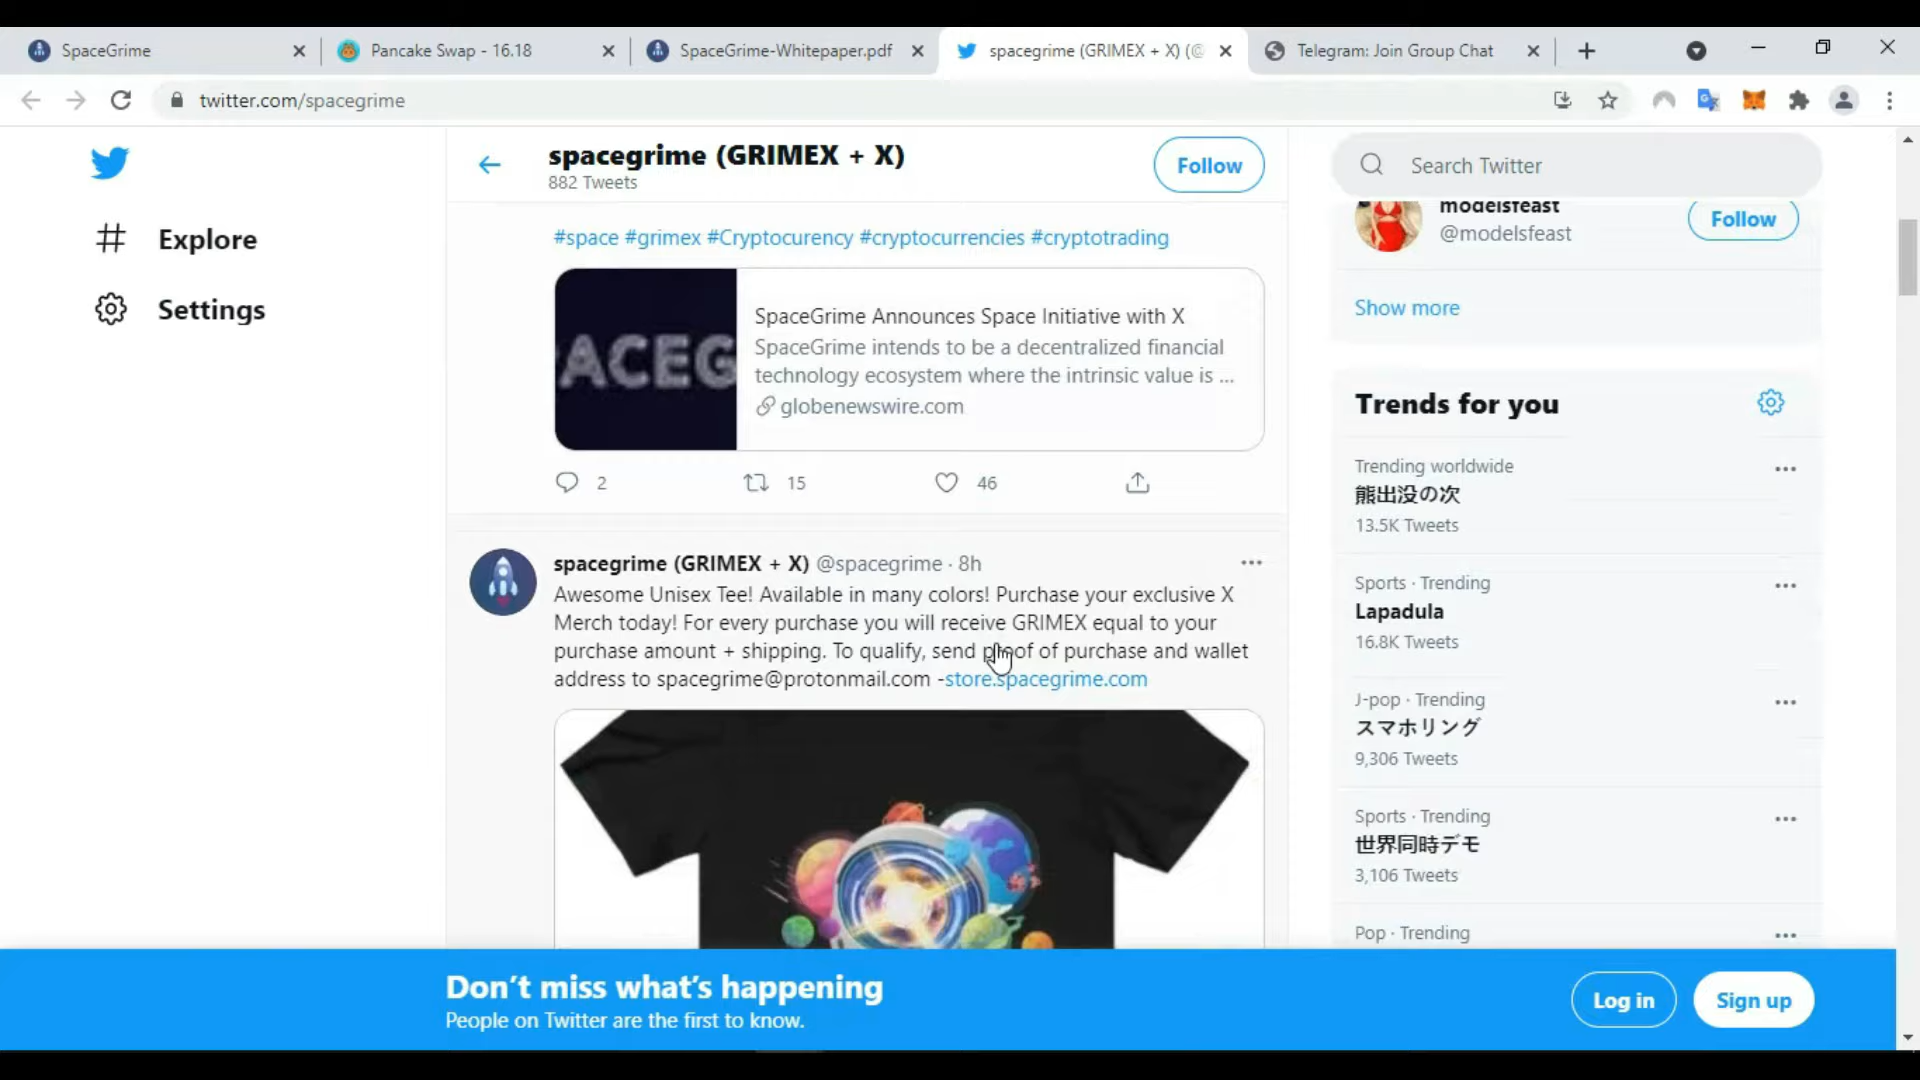 SpaceGrime
Pancake Swap - 16.18
SpaceGrime-Whitepaper.pdf
spacegrime (GRIMEX + X) (@
Telegram: Join Group Chat
twitter.com/spacegrime
Explore
Settings
spacegrime (GRIMEX + X)
882 Tweets
Follow
#space #grimex #Cryptocurency #cryptocurrencies #cryptotrading
ACEG
SpaceGrime Announces Space Initiative with X
SpaceGrime intends to be a decentralized financial
technology ecosystem where the intrinsic value is ...
globenewswire.com
2
15
46
spacegrime (GRIMEX + X) @spacegrime · 8h
Awesome Unisex Tee! Available in many colors! Purchase your exclusive X
Merch today! For every purchase you will receive GRIMEX equal to your
purchase amount + shipping. To qualify, send proof of purchase and wallet
address to spacegrime@protonmail.com -store.spacegrime.com
Search Twitter
modelsfeast
@modelsfeast
Follow
Show more
Trends for you
Trending worldwide
熊出没の次
13.5K Tweets
Sports · Trending
Lapadula
16.8K Tweets
J-pop · Trending
スマホリング
9,306 Tweets
Sports · Trending
世界同時デモ
3,106 Tweets
Pop · Trending
Don't miss what's happening
People on Twitter are the first to know.
Log in
Sign up